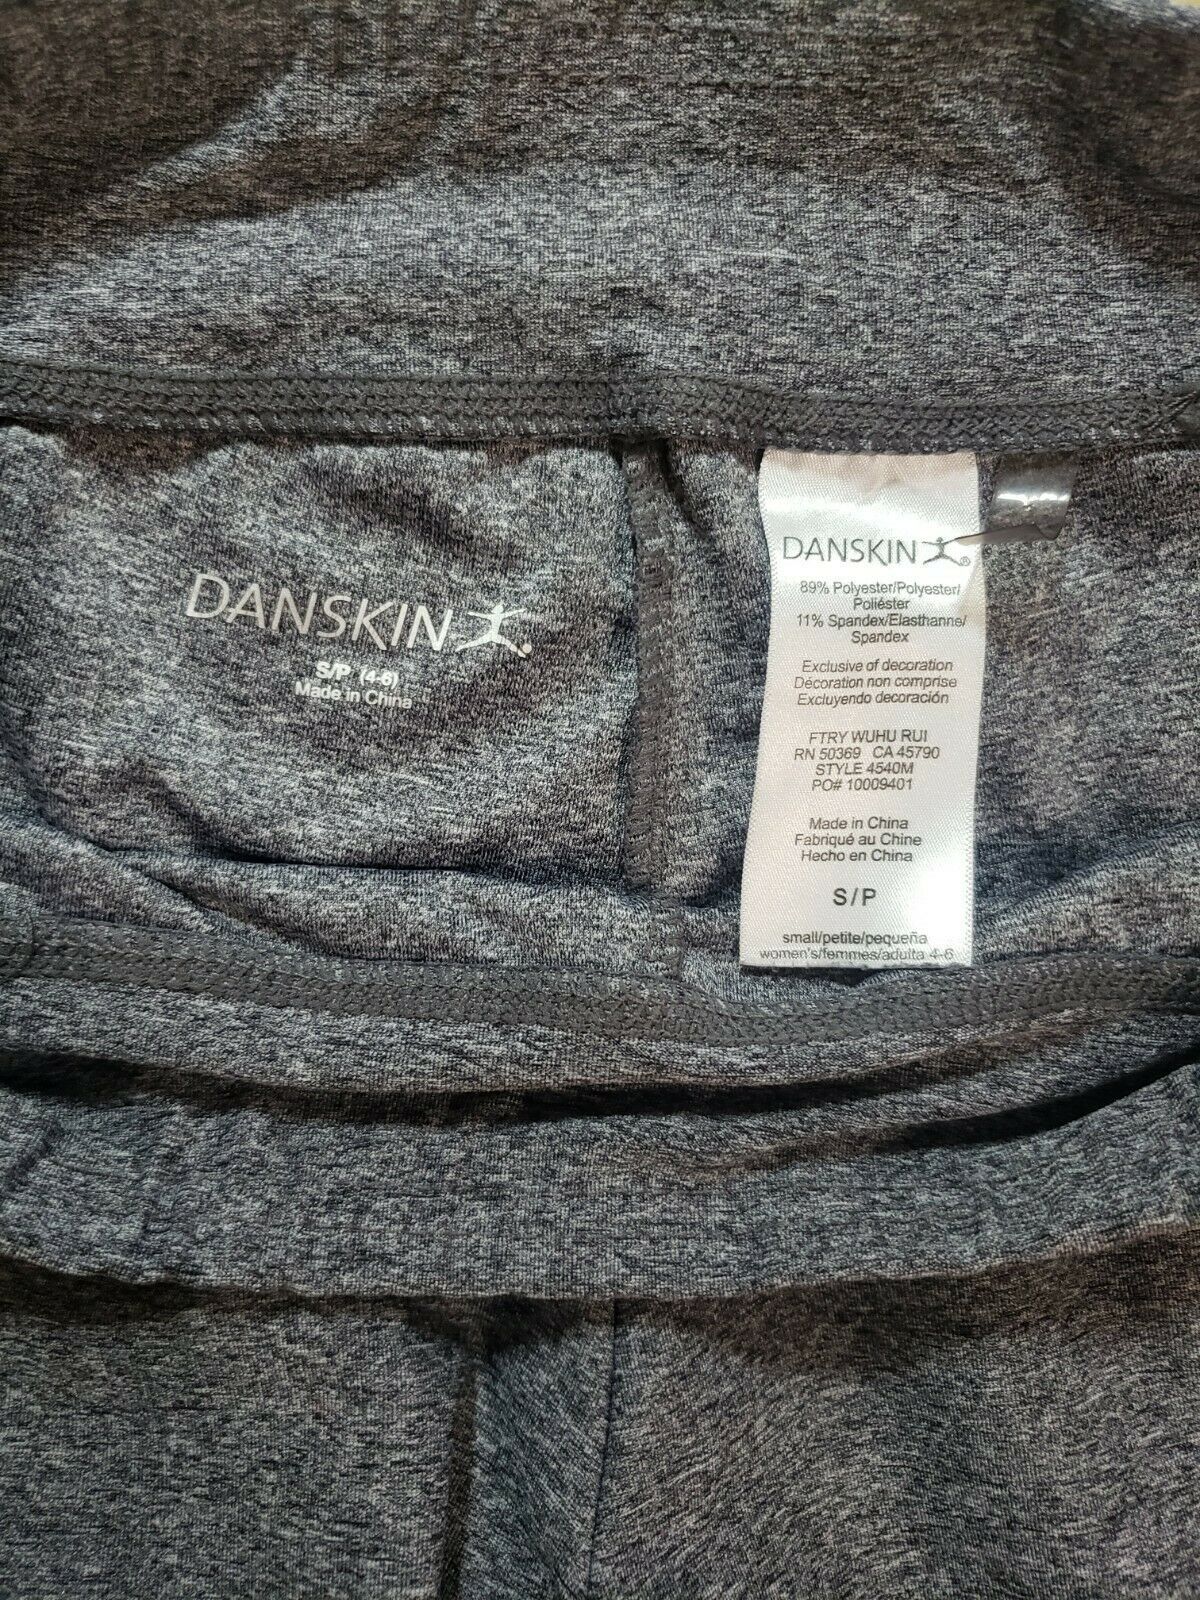 DANSKIN®
S/P (4-6)
Made in China
DANSKIN®
89% Polyester/Polyester/
Poliéster
11% Spandex/Elasthanne/
Spandex
Exclusive of decoration
Décoration non comprise
Excluyendo decoración
FTRY WUHU RUI
RN 50369 CA 45790
STYLE 4540M
PO# 10009401
Made in China
Fabriqué au Chine
Hecho en China
S/P
small/petite/pequeña
women's/femmes/adulta 4-6